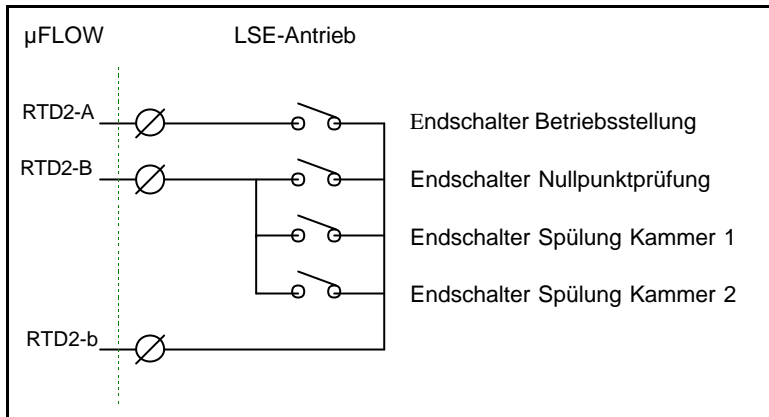 µFLOW LSE-Antrieb
RTD2-A Endschalter Betriebsstellung
RTD2-B Endschalter Nullpunktprüfung
Endschalter Spülung Kammer 1
Endschalter Spülung Kammer 2
RTD2-b